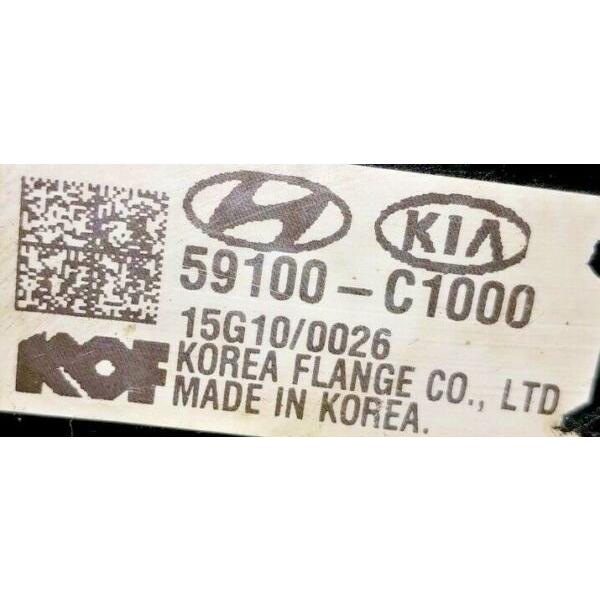 KIA
59100-C1000
15G10/0026
KOF
KOREA FLANGE CO., LTD
MADE IN KOREA.